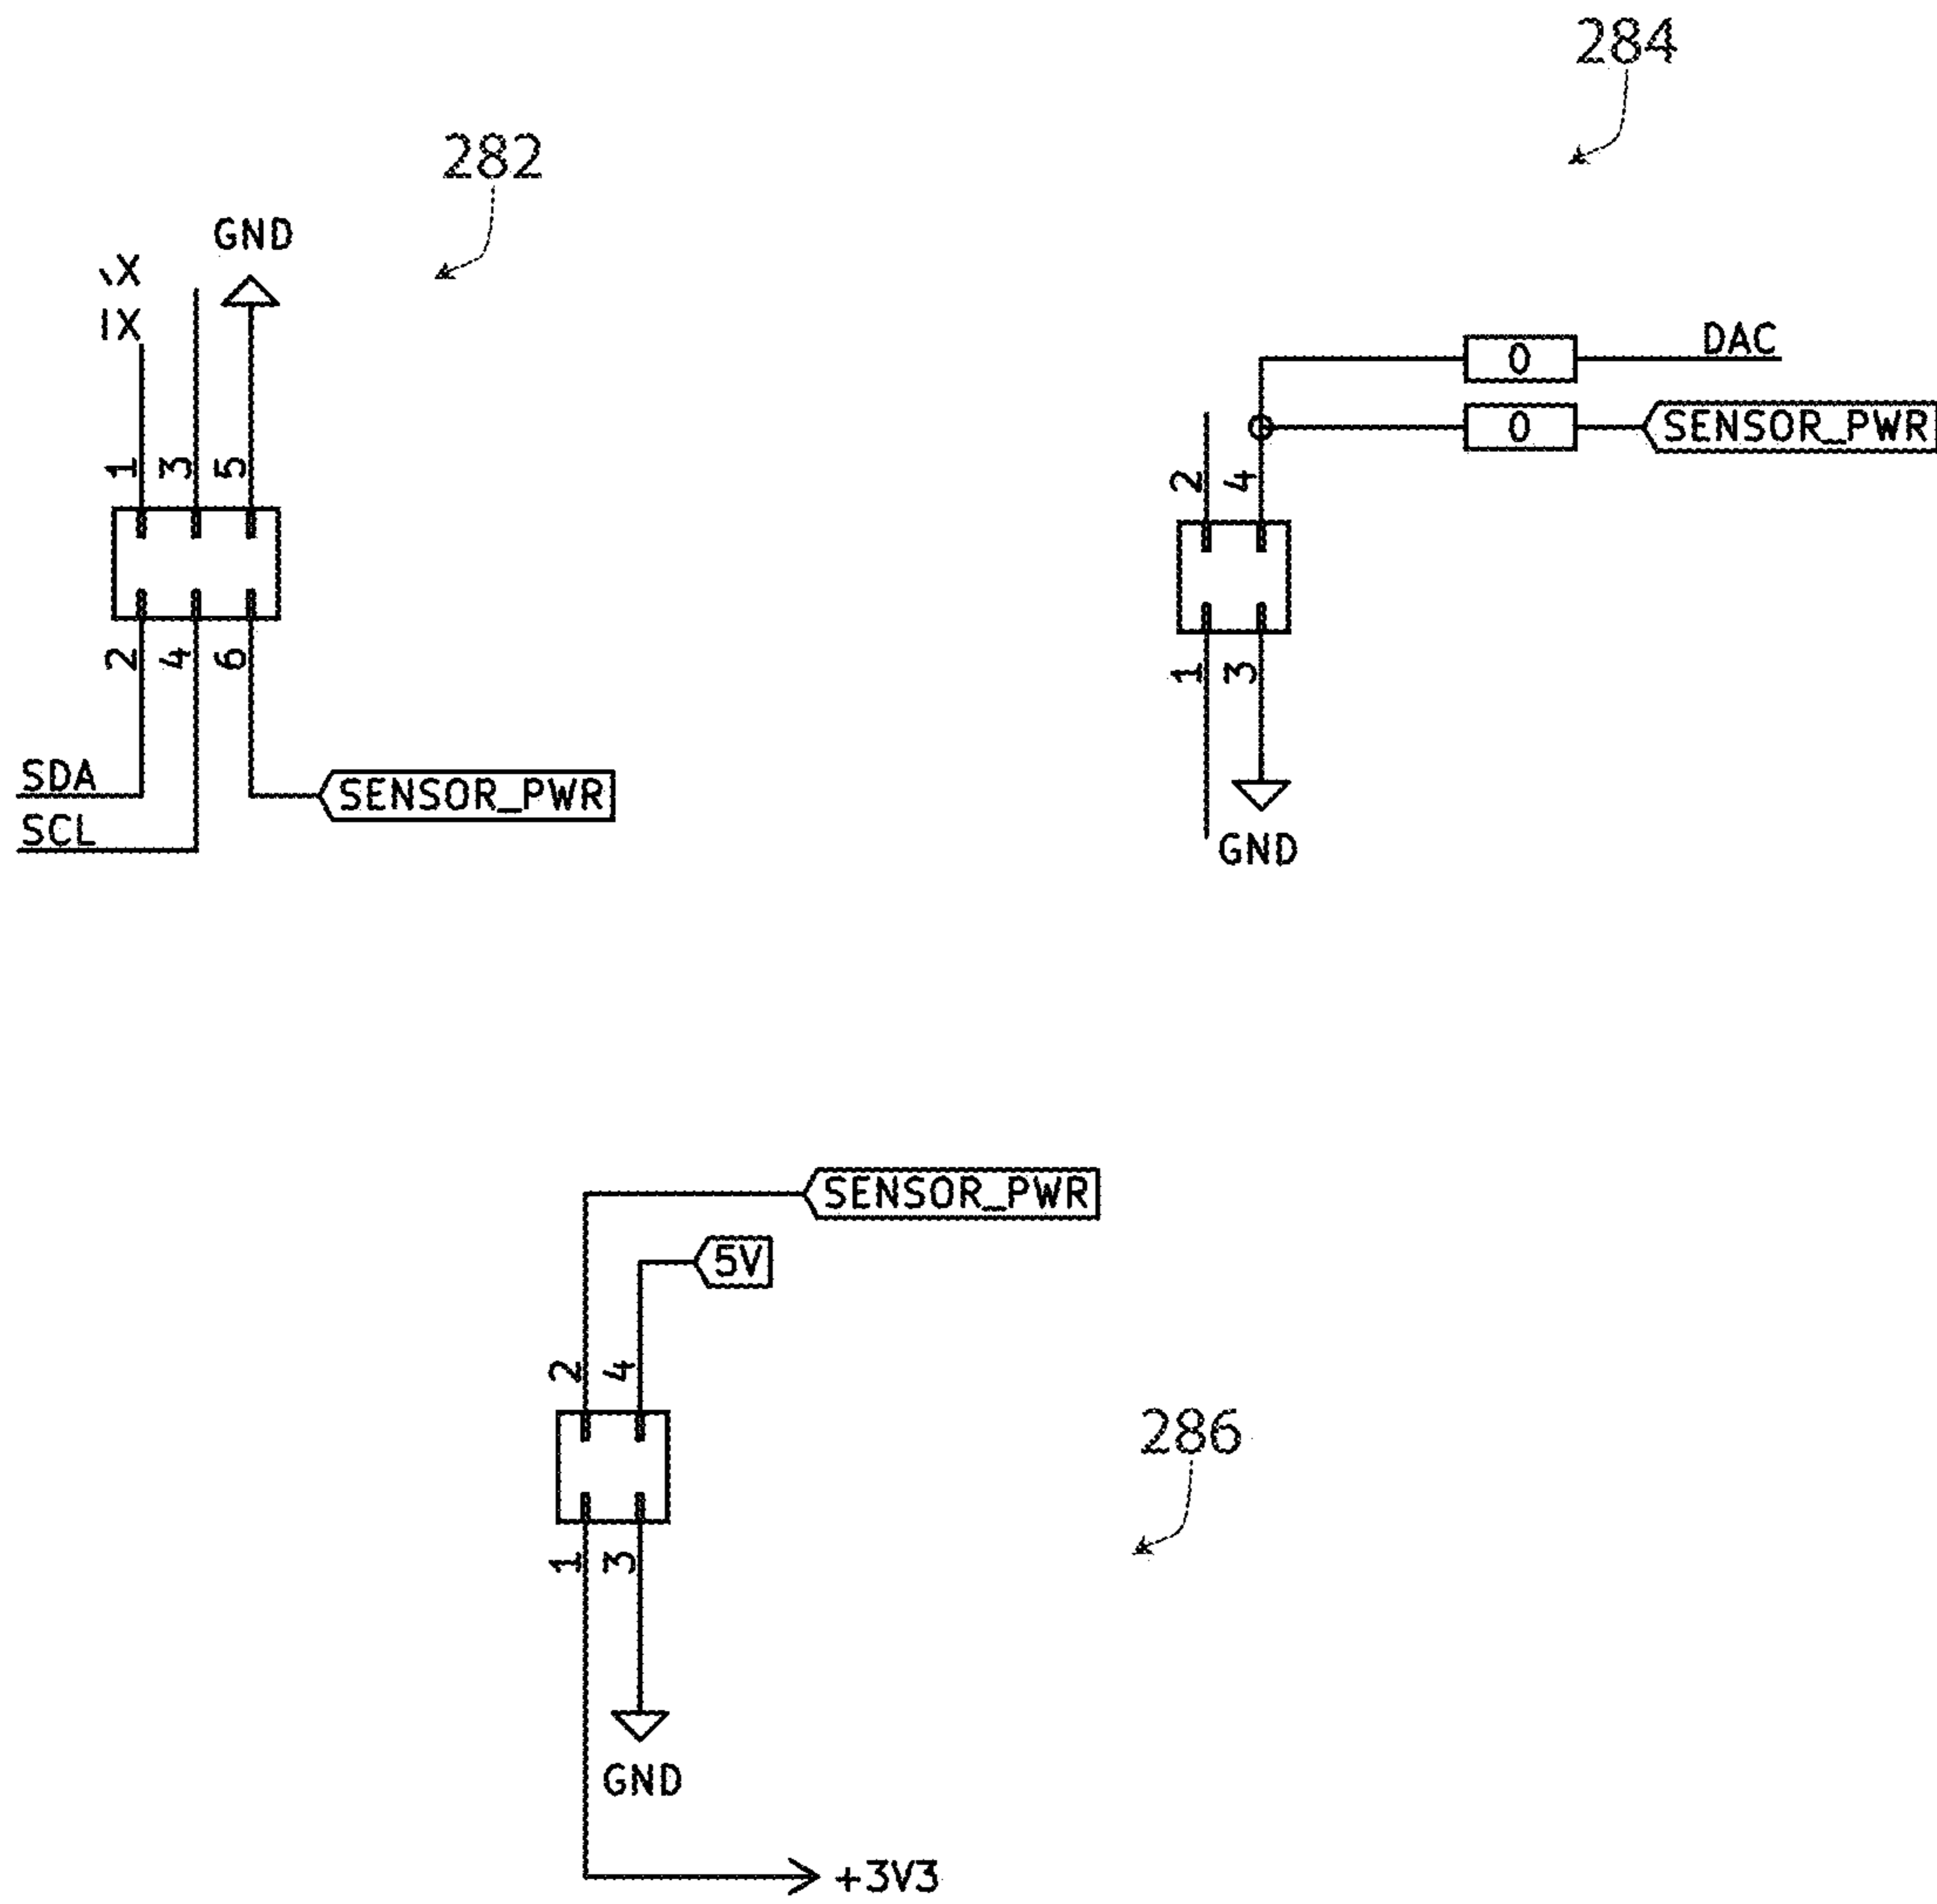 284
282
GND
DAC
SENSOR_PWR
0
0
1 3 5
2 4
2 4 6
1 3
SDA
SENSOR_PWR
SCL
GND
SENSOR_PWR
5V
2 4
286
1 3
GND
+3V3